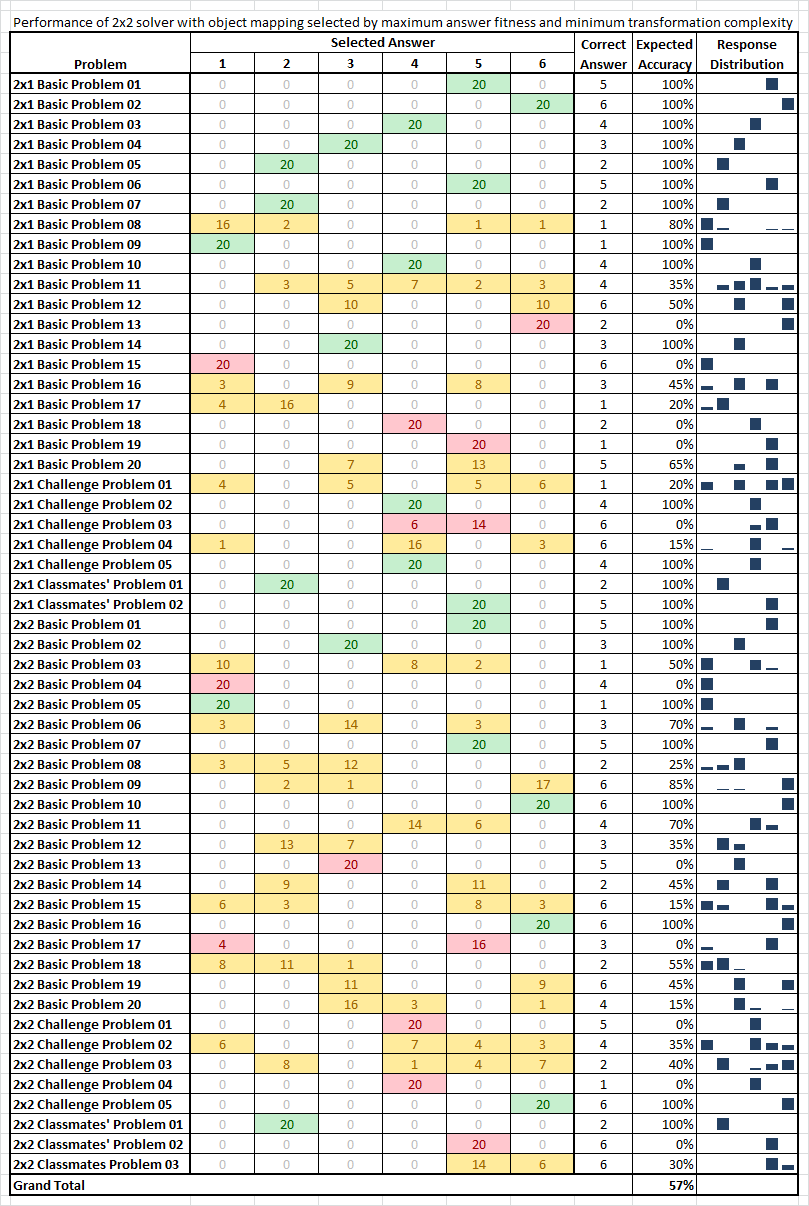 Performance of 2x2 solver with object mapping selected by maximum answer fitness and minimum transformation complexity
Selected Answer Correct Expected Response
Problem 1 2 3 4 5 6 Answer Accuracy Distribution
2x1 Basic Problem 01 0 0 0 0 20 0 5 100%
2x1 Basic Problem 02 0 0 0 0 0 20 6 100%
2x1 Basic Problem 03 0 0 0 20 0 0 4 100%
2x1 Basic Problem 04 0 0 20 0 0 0 3 100%
2x1 Basic Problem 05 0 20 0 0 0 0 2 100%
2x1 Basic Problem 06 0 0 0 0 20 0 5 100%
2x1 Basic Problem 07 0 20 0 0 0 0 2 100%
2x1 Basic Problem 08 16 2 0 0 1 1 1 80%
2x1 Basic Problem 09 20 0 0 0 0 0 1 100%
2x1 Basic Problem 10 0 0 0 20 0 0 4 100%
2x1 Basic Problem 11 0 3 5 7 2 3 4 35%
2x1 Basic Problem 12 0 0 10 0 0 10 6 50%
2x1 Basic Problem 13 0 0 0 0 0 20 2 0%
2x1 Basic Problem 14 0 0 20 0 0 0 3 100%
2x1 Basic Problem 15 20 0 0 0 0 0 6 0%
2x1 Basic Problem 16 3 0 9 0 8 0 3 45%
2x1 Basic Problem 17 4 16 0 0 0 0 1 20%
2x1 Basic Problem 18 0 0 0 20 0 0 2 0%
2x1 Basic Problem 19 0 0 0 0 20 0 1 0%
2x1 Basic Problem 20 0 0 7 0 13 0 5 65%
2x1 Challenge Problem 01 4 0 5 0 5 6 1 20%
2x1 Challenge Problem 02 0 0 0 20 0 0 4 100%
2x1 Challenge Problem 03 0 0 0 6 14 0 6 0%
2x1 Challenge Problem 04 1 0 0 16 0 3 6 15%
2x1 Challenge Problem 05 0 0 0 20 0 0 4 100%
2x1 Classmates' Problem 01 0 20 0 0 0 0 2 100%
2x1 Classmates' Problem 02 0 0 0 0 20 0 5 100%
2x2 Basic Problem 01 0 0 0 0 20 0 5 100%
2x2 Basic Problem 02 0 0 20 0 0 0 3 100%
2x2 Basic Problem 03 10 0 0 8 2 0 1 50%
2x2 Basic Problem 04 20 0 0 0 0 0 4 0%
2x2 Basic Problem 05 20 0 0 0 0 0 1 100%
2x2 Basic Problem 06 3 0 14 0 3 0 3 70%
2x2 Basic Problem 07 0 0 0 0 20 0 5 100%
2x2 Basic Problem 08 3 5 12 0 0 0 2 25%
2x2 Basic Problem 09 0 2 1 0 0 17 6 85%
2x2 Basic Problem 10 0 0 0 0 0 20 6 100%
2x2 Basic Problem 11 0 0 0 14 6 0 4 70%
2x2 Basic Problem 12 0 13 7 0 0 0 3 35%
2x2 Basic Problem 13 0 0 20 0 0 0 5 0%
2x2 Basic Problem 14 0 9 0 0 11 0 2 45%
2x2 Basic Problem 15 6 3 0 0 8 3 6 15%
2x2 Basic Problem 16 0 0 0 0 0 20 6 100%
2x2 Basic Problem 17 4 0 0 0 16 0 3 0%
2x2 Basic Problem 18 8 11 1 0 0 0 2 55%
2x2 Basic Problem 19 0 0 11 0 0 9 6 45%
2x2 Basic Problem 20 0 0 16 3 0 1 4 15%
2x2 Challenge Problem 01 0 0 0 20 0 0 5 0%
2x2 Challenge Problem 02 6 0 0 7 4 3 4 35%
2x2 Challenge Problem 03 0 8 0 1 4 7 2 40%
2x2 Challenge Problem 04 0 0 0 20 0 0 1 0%
2x2 Challenge Problem 05 0 0 0 0 0 20 6 100%
2x2 Classmates' Problem 01 0 20 0 0 0 0 2 100%
2x2 Classmates' Problem 02 0 0 0 0 20 0 6 0%
2x2 Classmates Problem 03 0 0 0 0 14 6 6 30%
Grand Total 57%